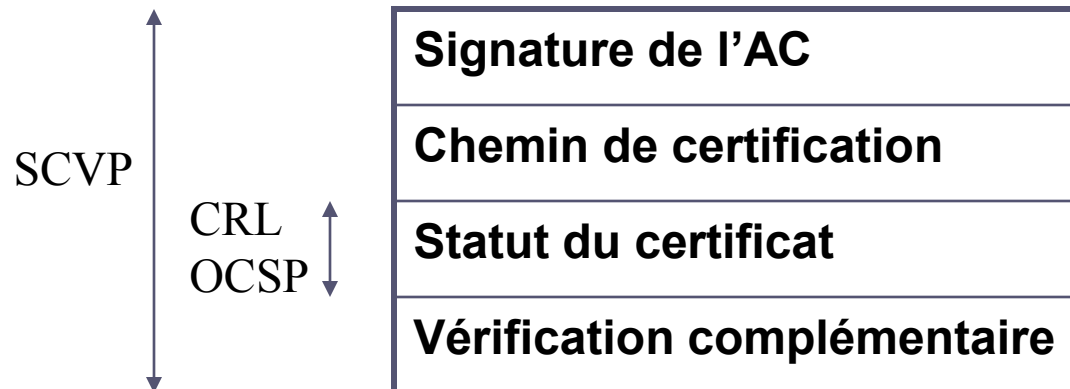 SCVP
CRL
OCSP
Signature de l’AC
Chemin de certification
Statut du certificat
Vérification complémentaire